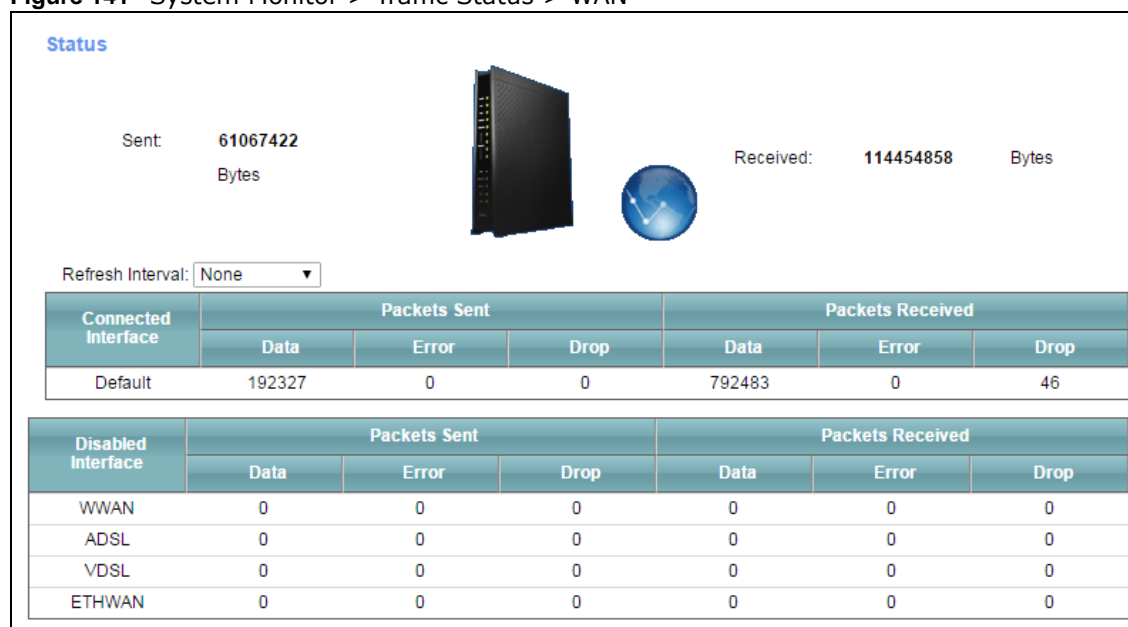 Figure 141 System Monitor > Traffic Status > WAN
Status
Sent: 61067422
Bytes
Received: 114454858 Bytes
Refresh Interval: None
Connected Interface Packets Sent Packets Received
Data Error Drop Data Error Drop
Default 192327 0 0 792483 0 46
Disabled Interface Packets Sent Packets Received
Data Error Drop Data Error Drop
WWAN 0 0 0 0 0 0
ADSL 0 0 0 0 0 0
VDSL 0 0 0 0 0 0
ETHWAN 0 0 0 0 0 0